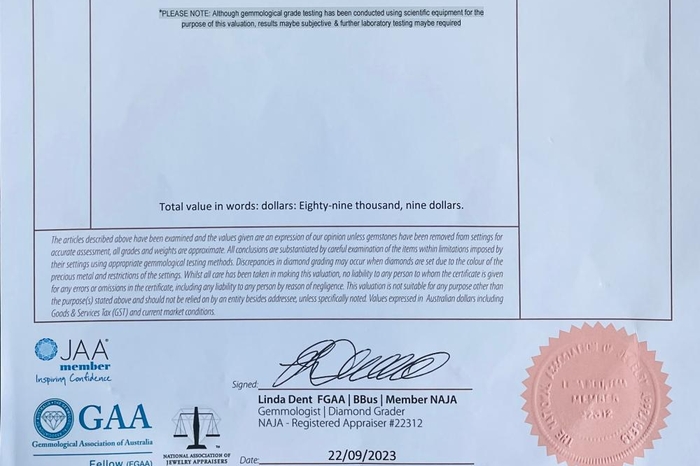 *PLEASE NOTE: Although gemmological grade testing has been conducted using scientific equipment for the
purpose of this valuation, results maybe subjective & further laboratory testing maybe required
Total value in words: dollars: Eighty-nine thousand, nine dollars.
The articles described above have been examined and the values given are an expression of our opinion unless gemstones have been removed from settings for
accurate assessment, all grades and weights are approximate. All conclusions are substantiated by careful examination of the items within limitations imposed by
their settings using appropriate gemmological testing methods. Discrepancies in diamond grading may occur when diamonds are set due to the colour of the
precious metal and restrictions of the settings. Whilst all care has been taken in making this valuation, no liability to any person to whom the certificate is given
for any errors or omissions in the certificate, including any liability to any person by reason of negligence. This valuation is not suitable for any purpose other than
the purpose(s) stated above and should not be relied on by an entity besides addressee, unless specifically noted. Values expressed in Australian dollars including
Goods & Services Tax (GST) and current market conditions.
JAA
member
Inspiring Confidence
Signed:
Linda Dent FGAA | BBus | Member NAJA
Gemmologist | Diamond Grader
NAJA - Registered Appraiser #22312
GAA
Gemmological Association of Australia
Fellow (FGAA)
NATIONAL ASSOCIATION OF
JEWELRY APPRAISERS
™
Date:
22/09/2023
MEMBER